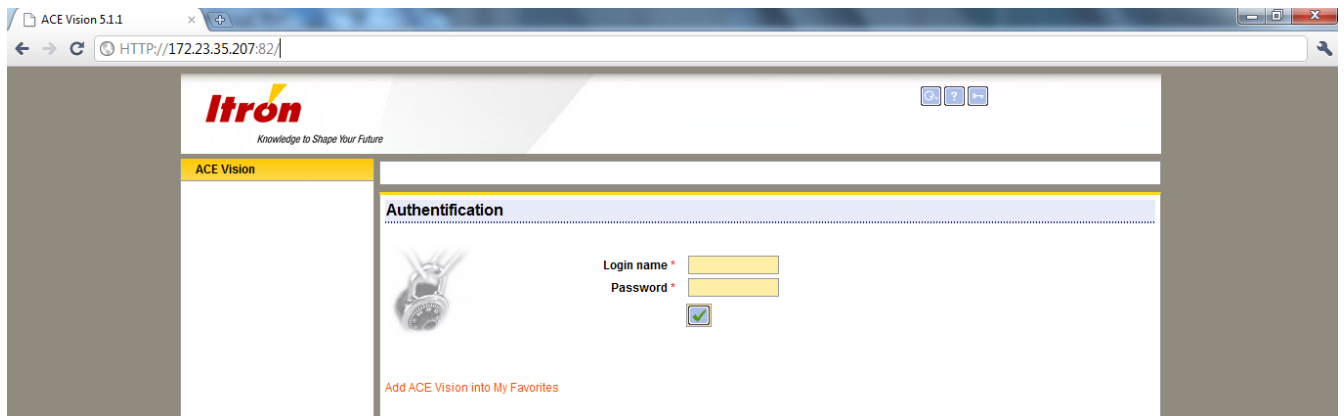 ACE Vision 5.1.1
HTTP://172.23.35.207:82/
Itron
Knowledge to Shape Your Future
?
ACE Vision
Authentification
Login name *
Password *
Add ACE Vision into My Favorites